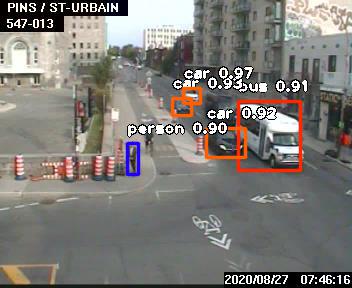 PINS / ST-URBAIN
547-013
car 0.97
car 0.93
bus 0.91
car 0.92
person 0.90
2020/08/27 07:46:16